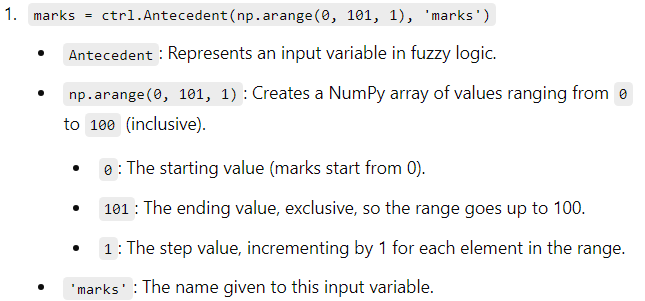 1. marks = ctrl.Antecedent(np.arange(0, 101, 1), 'marks')
• Antecedent : Represents an input variable in fuzzy logic.
• np.arange(0, 101, 1) : Creates a NumPy array of values ranging from 0
to 100 (inclusive).
• 0 : The starting value (marks start from 0).
• 101 : The ending value, exclusive, so the range goes up to 100.
• 1 : The step value, incrementing by 1 for each element in the range.
• 'marks' : The name given to this input variable.